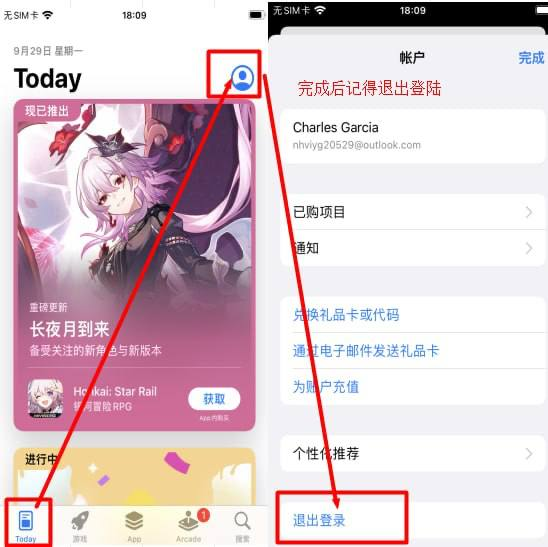 无SIM卡
18:09
9月29日 星期一
Today
现已推出
重磅更新
长夜月到来
备受关注的新角色与新版本
Honkai: Star Rail
银河冒险RPG
获取
App内购买
进行中
Today
游戏
App
Arcade
1
搜索
无SIM卡
18:09
帐户
完成
完成后记得退出登陆
Charles Garcia
nhviyg20529@outlook.com
已购项目
通知
兑换礼品卡或代码
通过电子邮件发送礼品卡
为账户充值
个性化推荐
退出登录